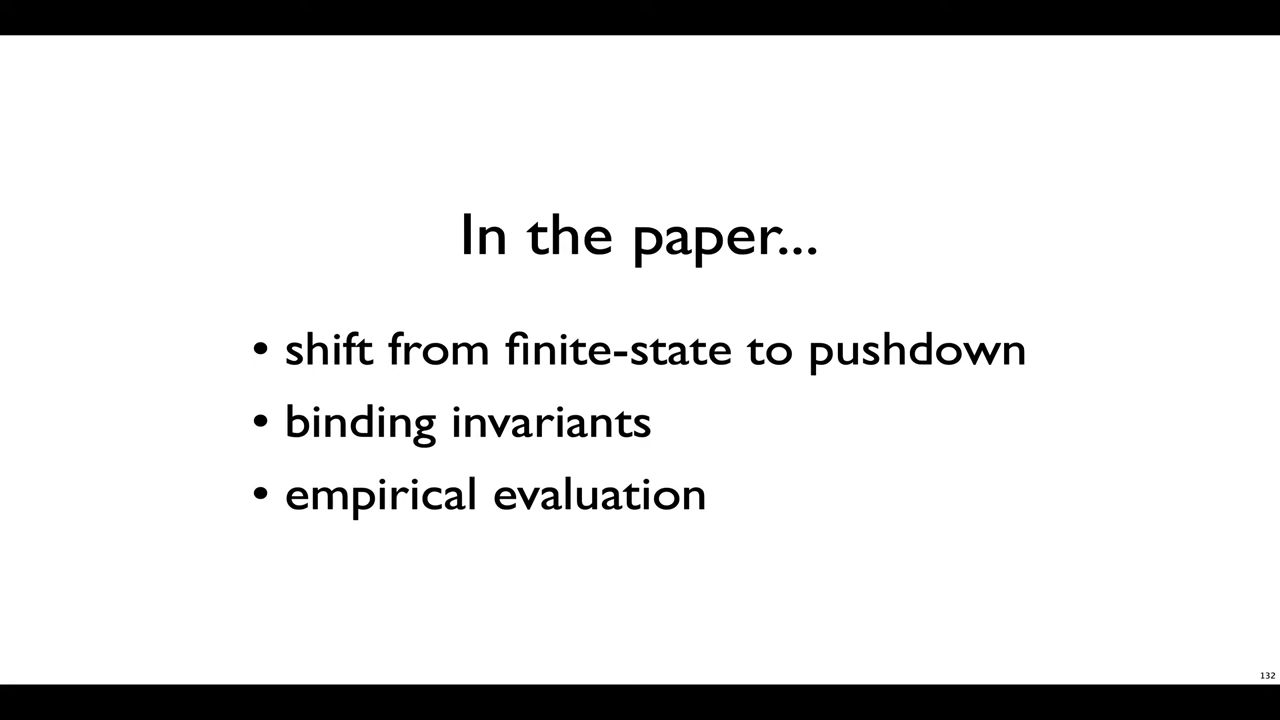 In the paper...
• shift from finite-state to pushdown
• binding invariants
• empirical evaluation
132